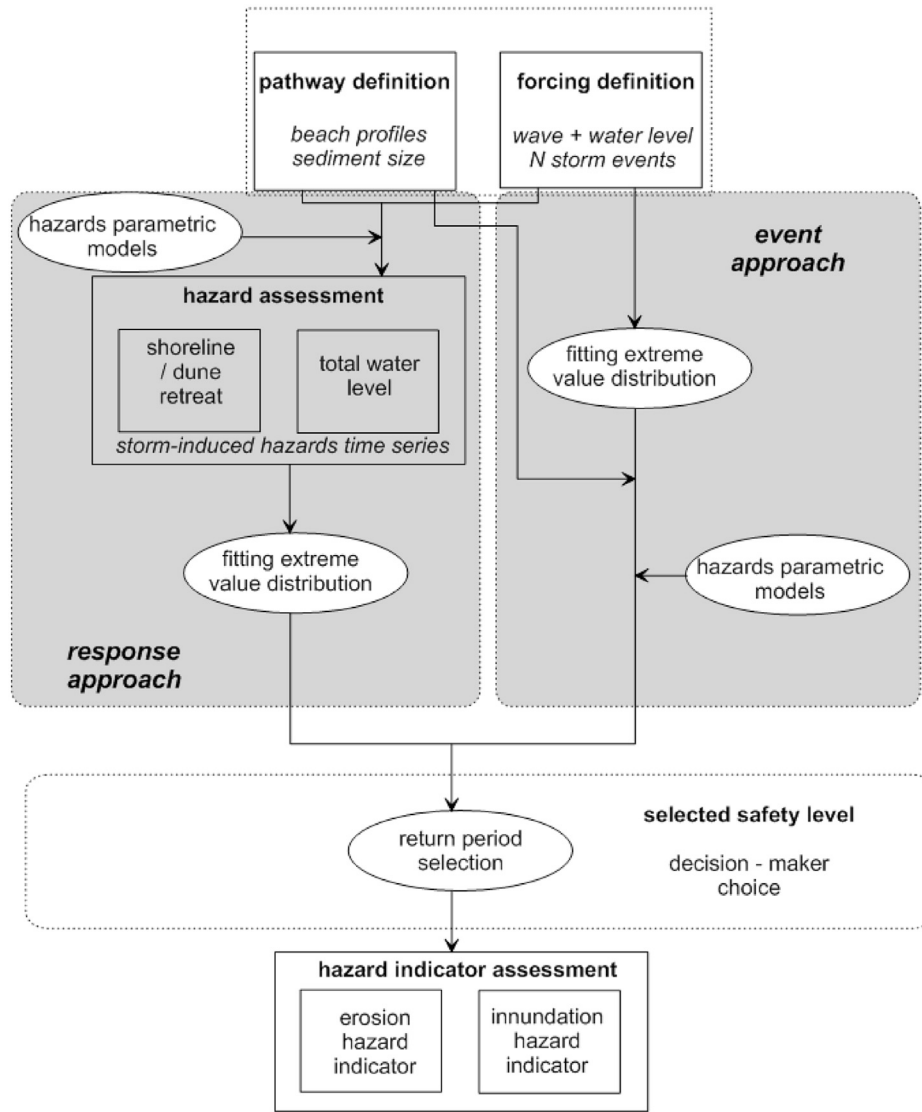 pathway definition
beach profiles
sediment size
forcing definition
wave + water level
N storm events
hazards parametric
models
hazard assessment
shoreline
/ dune
retreat
total water
level
storm-induced hazards time series
fitting extreme
value distribution
response
approach
event
approach
fitting extreme
value distribution
hazards parametric
models
return period
selection
selected safety level
decision - maker
choice
hazard indicator assessment
erosion
hazard
indicator
innundation
hazard
indicator